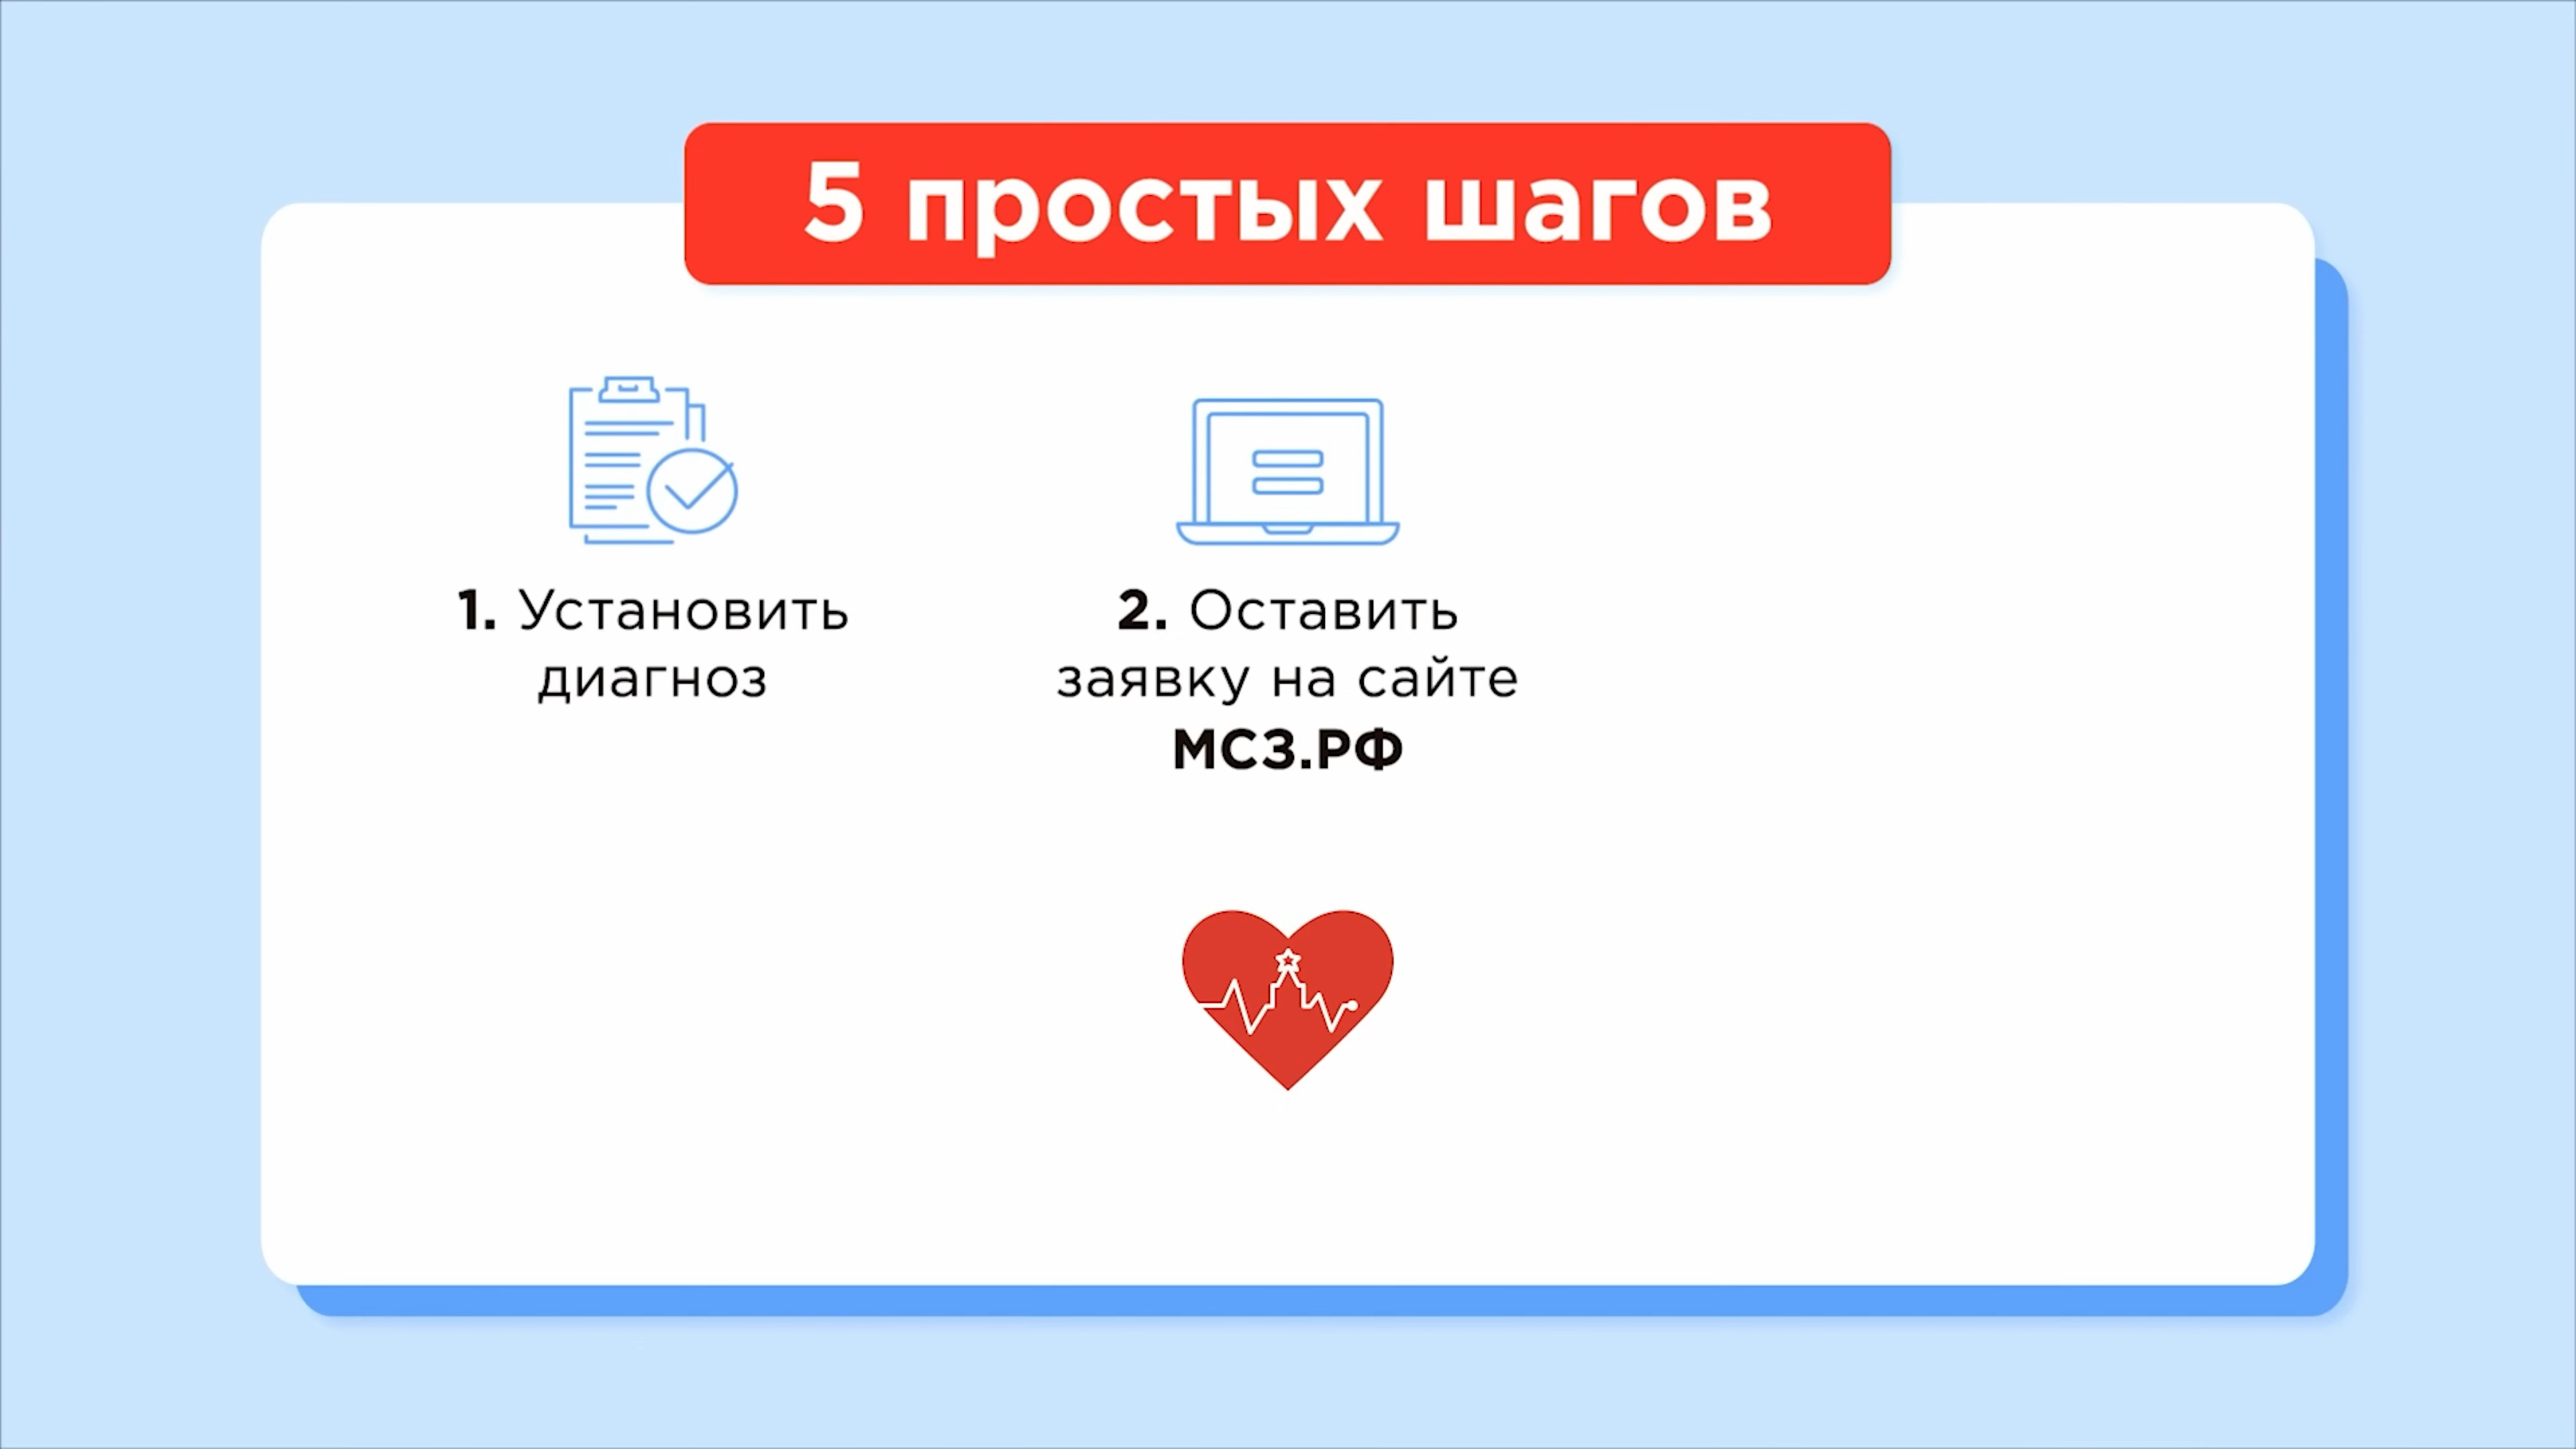 5 простых шагов
1. Установить
диагноз
2. Оставить
заявку на сайте
МСЗ.РФ